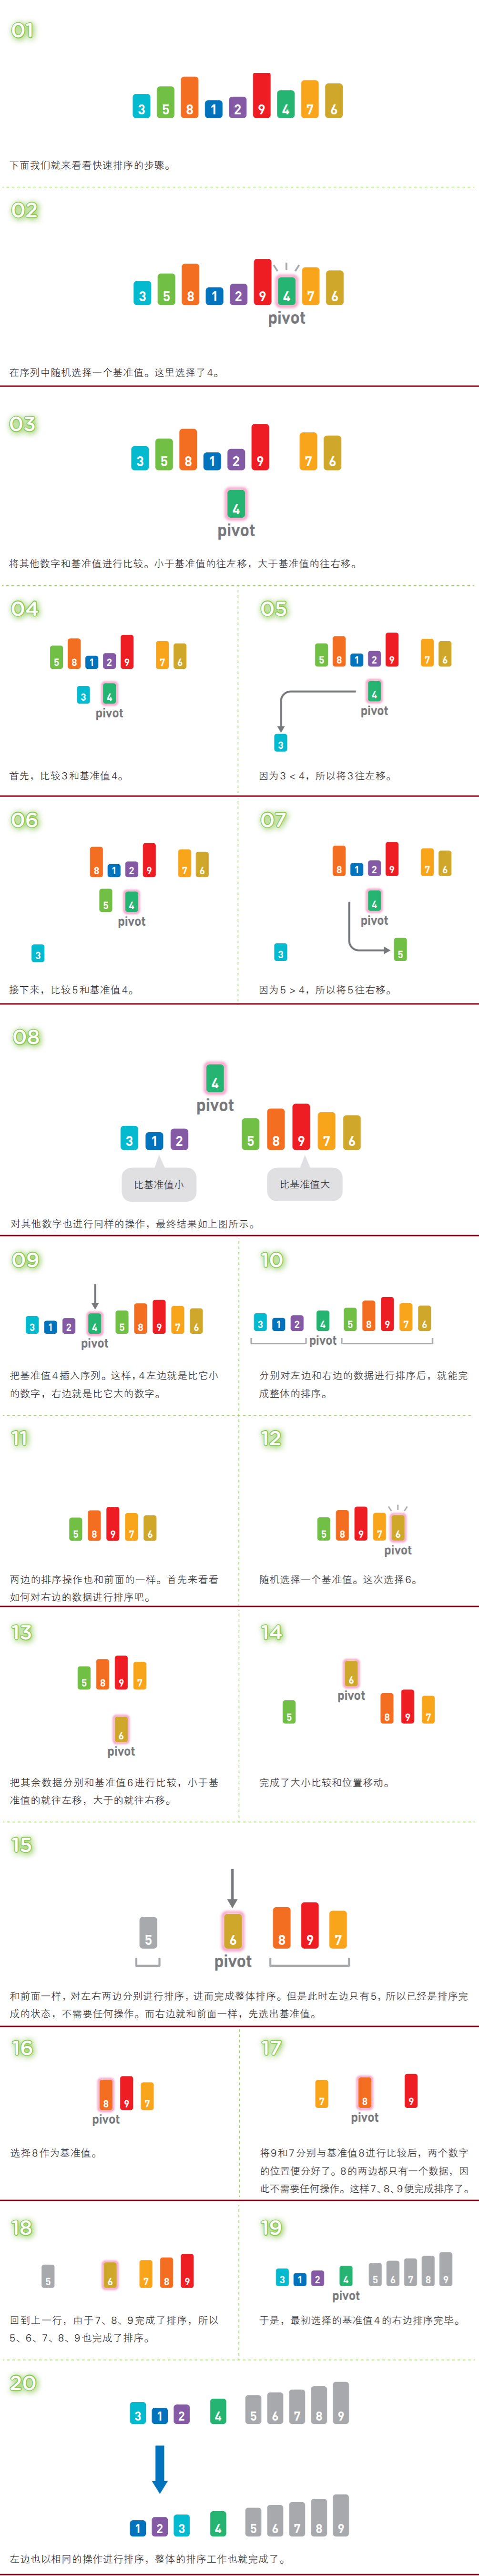 01
3 5 8 1 2 9 4 7 6
下面我们就来看看快速排序的步骤。
02
3 5 8 1 2 9 4 7 6
pivot
在序列中随机选择一个基准值。这里选择了4。
03
3 5 8 1 2 9 7 6
4
pivot
将其他数字和基准值进行比较。小于基准值的往左移，大于基准值的往右移。
04
5 8 1 2 9 7 6
3 4
pivot
首先，比较3和基准值4。
05
5 8 1 2 9 7 6
4
pivot
3
因为3 < 4，所以将3往左移。
06
8 1 2 9 7 6
5 4
pivot
3
接下来，比较5和基准值4。
07
8 1 2 9 7 6
4
pivot
3 5
因为5 > 4，所以将5往右移。
08
4
pivot
3 1 2 5 8 9 7 6
比基准值小 比基准值大
对其他数字也进行同样的操作，最终结果如上图所示。
09
3 1 2 4 5 8 9 7 6
pivot
把基准值4插入序列。这样，4左边就是比它小
的数字，右边就是比它大的数字。
10
3 1 2 4 5 8 9 7 6
pivot
分别对左边和右边的数据进行排序后，就能完
成整体的排序。
11
5 8 9 7 6
两边的排序操作也和前面的一样。首先来看看
如何对右边的数据进行排序吧。
12
5 8 9 7 6
pivot
随机选择一个基准值。这次选择6。
13
5 8 9 7
6
pivot
把其余数据分别和基准值6进行比较，小于基
准值的就往左移，大于的就往右移。
14
6
pivot
5 8 9 7
完成了大小比较和位置移动。
15
5 6 8 9 7
pivot
和前面一样，对左右两边分别进行排序，进而完成整体排序。但是此时左边只有5，所以已经是排序完
成的状态，不需要任何操作。而右边就和前面一样，先选出基准值。
16
8 9 7
pivot
选择8作为基准值。
17
7 8 9
pivot
将9和7分别与基准值8进行比较后，两个数字
的位置便分好了。8的两边都只有一个数据，因
此不需要任何操作。这样7、8、9便完成排序了。
18
5 6 7 8 9
回到上一行，由于7、8、9完成了排序，所以
5、6、7、8、9也完成了排序。
19
3 1 2 4 5 6 7 8 9
pivot
于是，最初选择的基准值4的右边排序完毕。
20
3 1 2 4 5 6 7 8 9
1 2 3 4 5 6 7 8 9
左边也以相同的操作进行排序，整体的排序工作也就完成了。